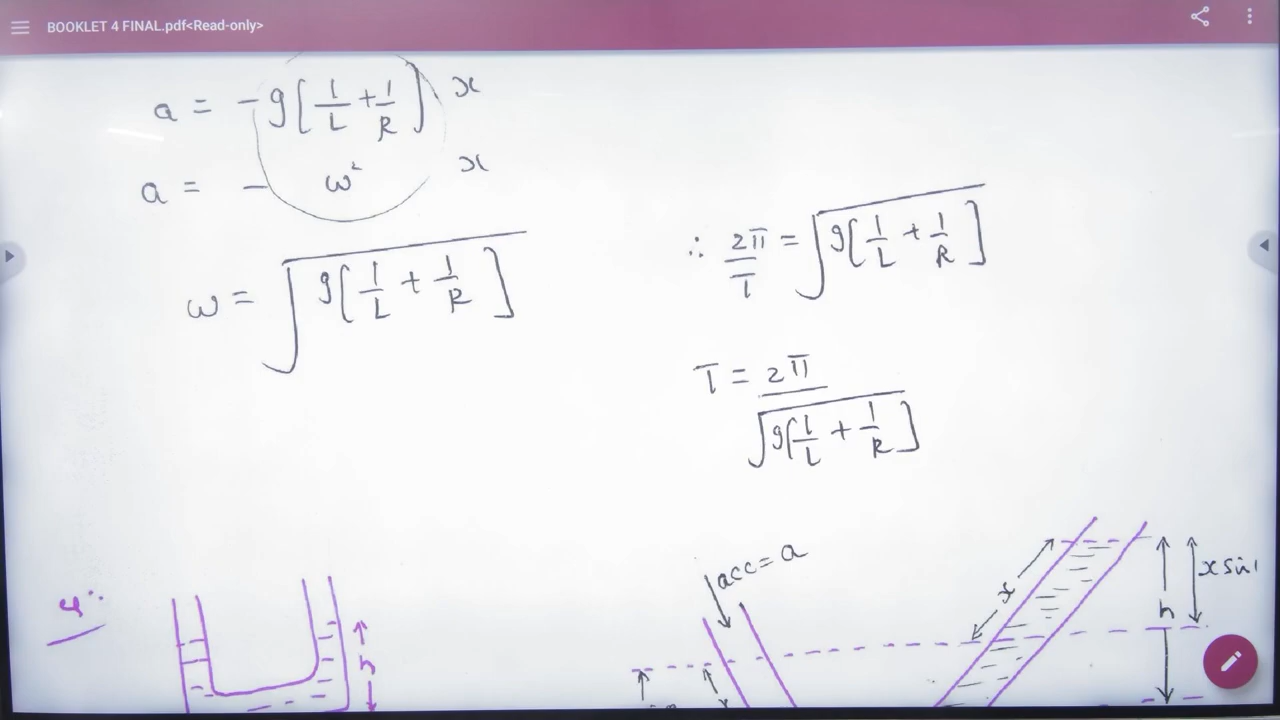 BOOKLET 4 FINAL.pdf<Read-only>
a = -g[1/L + 1/R] x
a = - ω² x
ω = √g[1/L + 1/R]
∴ 2π/T = √g[1/L + 1/R]
T = 2π/√g[1/L + 1/R]
4
h
acc = a
x
h
x sin